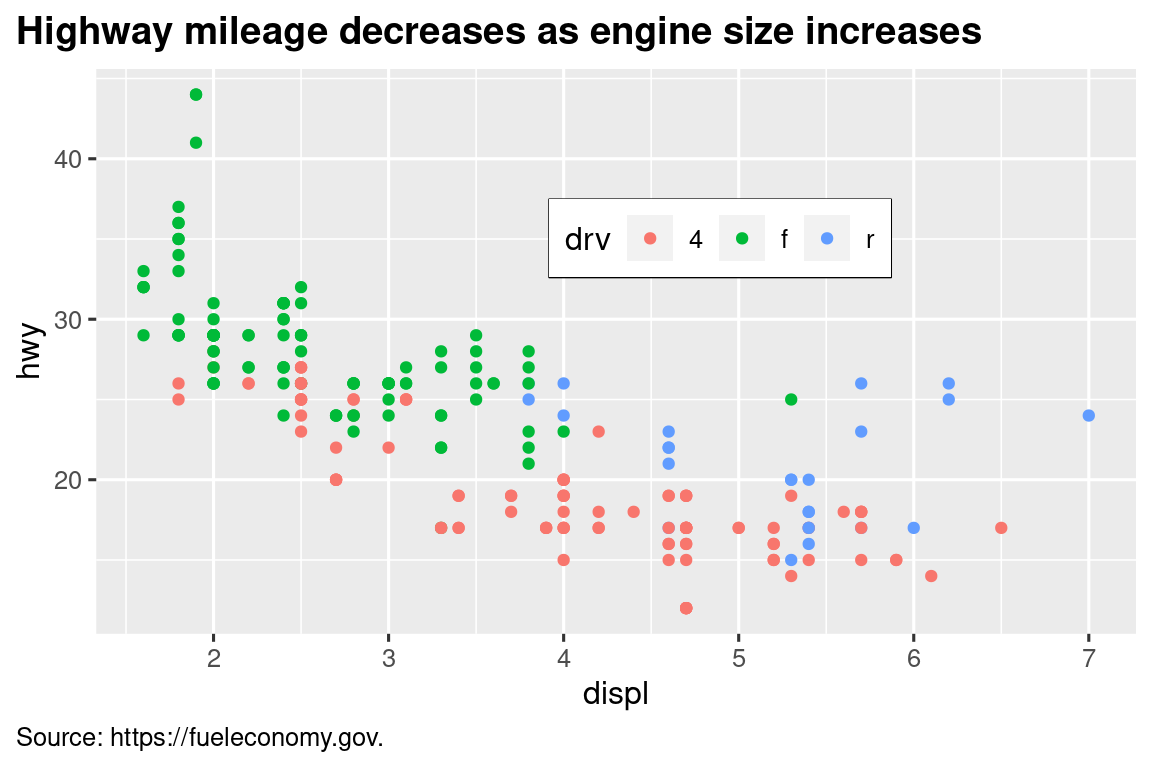 Highway mileage decreases as engine size increases
40
30
20
hwy
drv 4 f r
2 3 4 5 6 7
displ
Source: https://fueleconomy.gov.